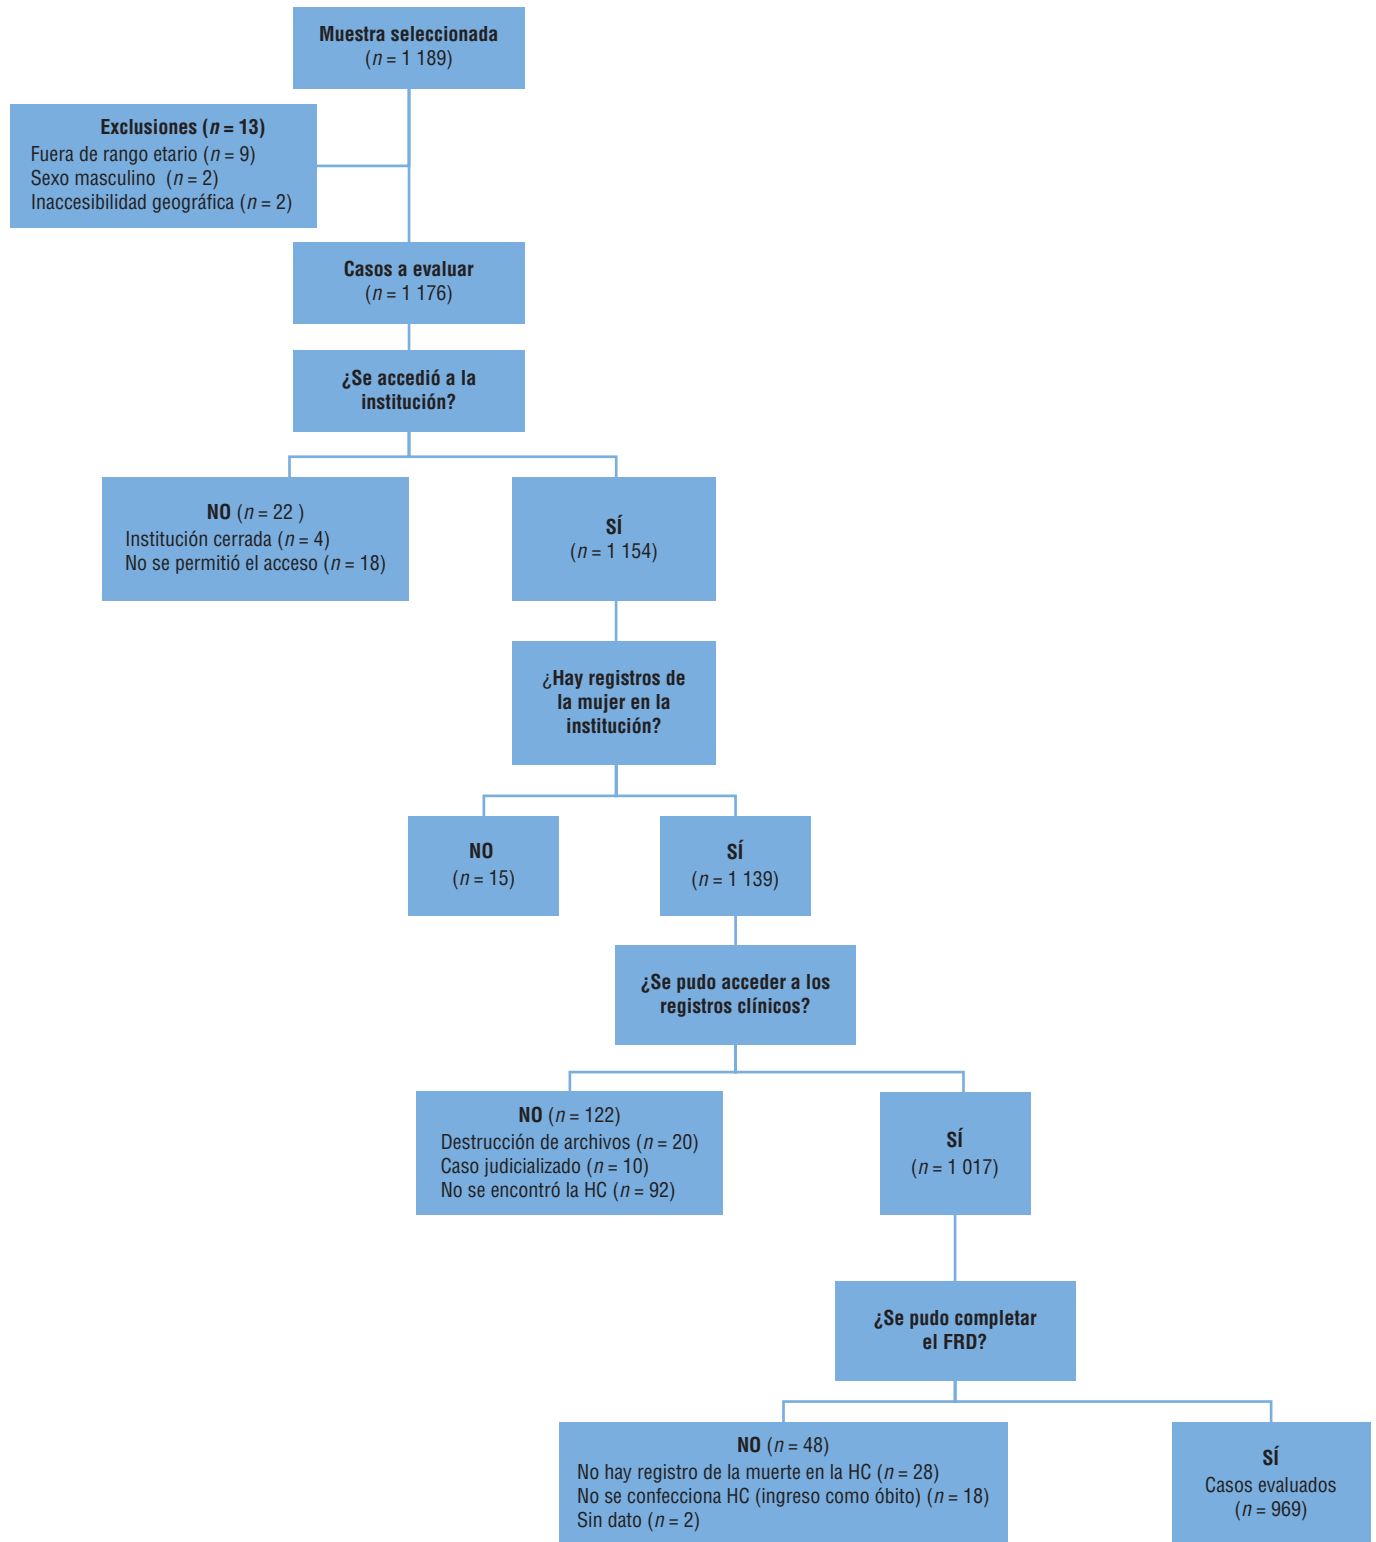 Muestra seleccionada
(n = 1 189)
Exclusiones (n = 13)
Fuera de rango etario (n = 9)
Sexo masculino (n = 2)
Inaccesibilidad geográfica (n = 2)
Casos a evaluar
(n = 1 176)
¿Se accedió a la
institución?
NO (n = 22 )
Institución cerrada (n = 4)
No se permitió el acceso (n = 18)
SÍ
(n = 1 154)
¿Hay registros de
la mujer en la
institución?
NO
(n = 15)
SÍ
(n = 1 139)
¿Se pudo acceder a los
registros clínicos?
NO (n = 122)
Destrucción de archivos (n = 20)
Caso judicializado (n = 10)
No se encontró la HC (n = 92)
SÍ
(n = 1 017)
¿Se pudo completar
el FRD?
NO (n = 48)
No hay registro de la muerte en la HC (n = 28)
No se confecciona HC (ingreso como óbito) (n = 18)
Sin dato (n = 2)
SÍ
Casos evaluados
(n = 969)